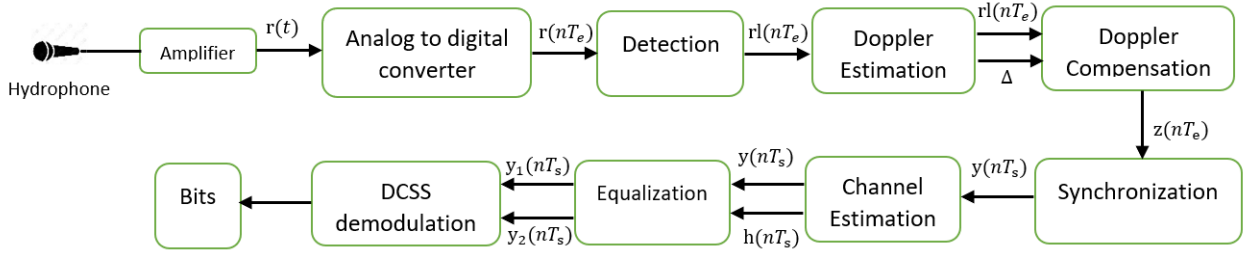 Hydrophone
Amplifier
r(t)
Analog to digital
converter
r(nTₑ)
Detection
rl(nTₑ)
Doppler
Estimation
rl(nTₑ)
Δ
Doppler
Compensation
z(nTₑ)
Synchronization
y(nTₛ)
Channel
Estimation
y(nTₛ)
h(nTₛ)
Equalization
y₁(nTₛ)
y₂(nTₛ)
DCSS
demodulation
Bits